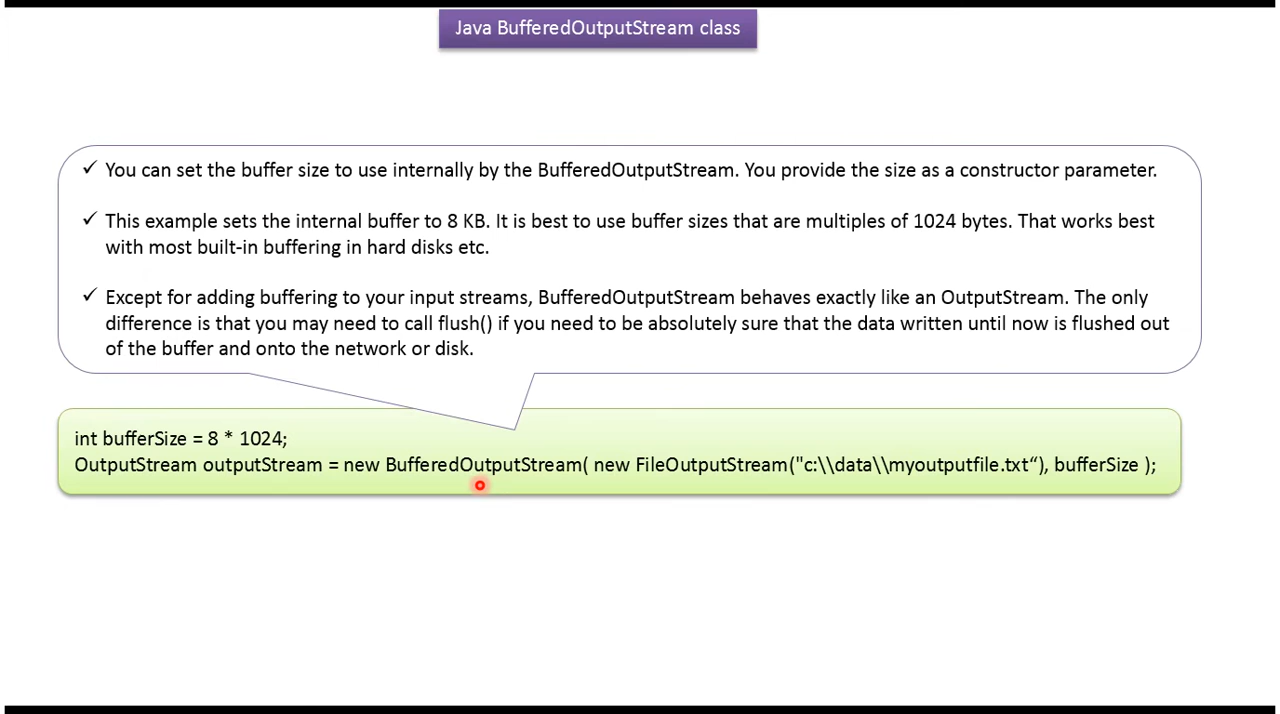 Java BufferedOutputStream class
✓ You can set the buffer size to use internally by the BufferedOutputStream. You provide the size as a constructor parameter.
✓ This example sets the internal buffer to 8 KB. It is best to use buffer sizes that are multiples of 1024 bytes. That works best
with most built-in buffering in hard disks etc.
✓ Except for adding buffering to your input streams, BufferedOutputStream behaves exactly like an OutputStream. The only
difference is that you may need to call flush() if you need to be absolutely sure that the data written until now is flushed out
of the buffer and onto the network or disk.
int bufferSize = 8 * 1024;
OutputStream outputStream = new BufferedOutputStream( new FileOutputStream("c:\\data\\myoutputfile.txt“), bufferSize );